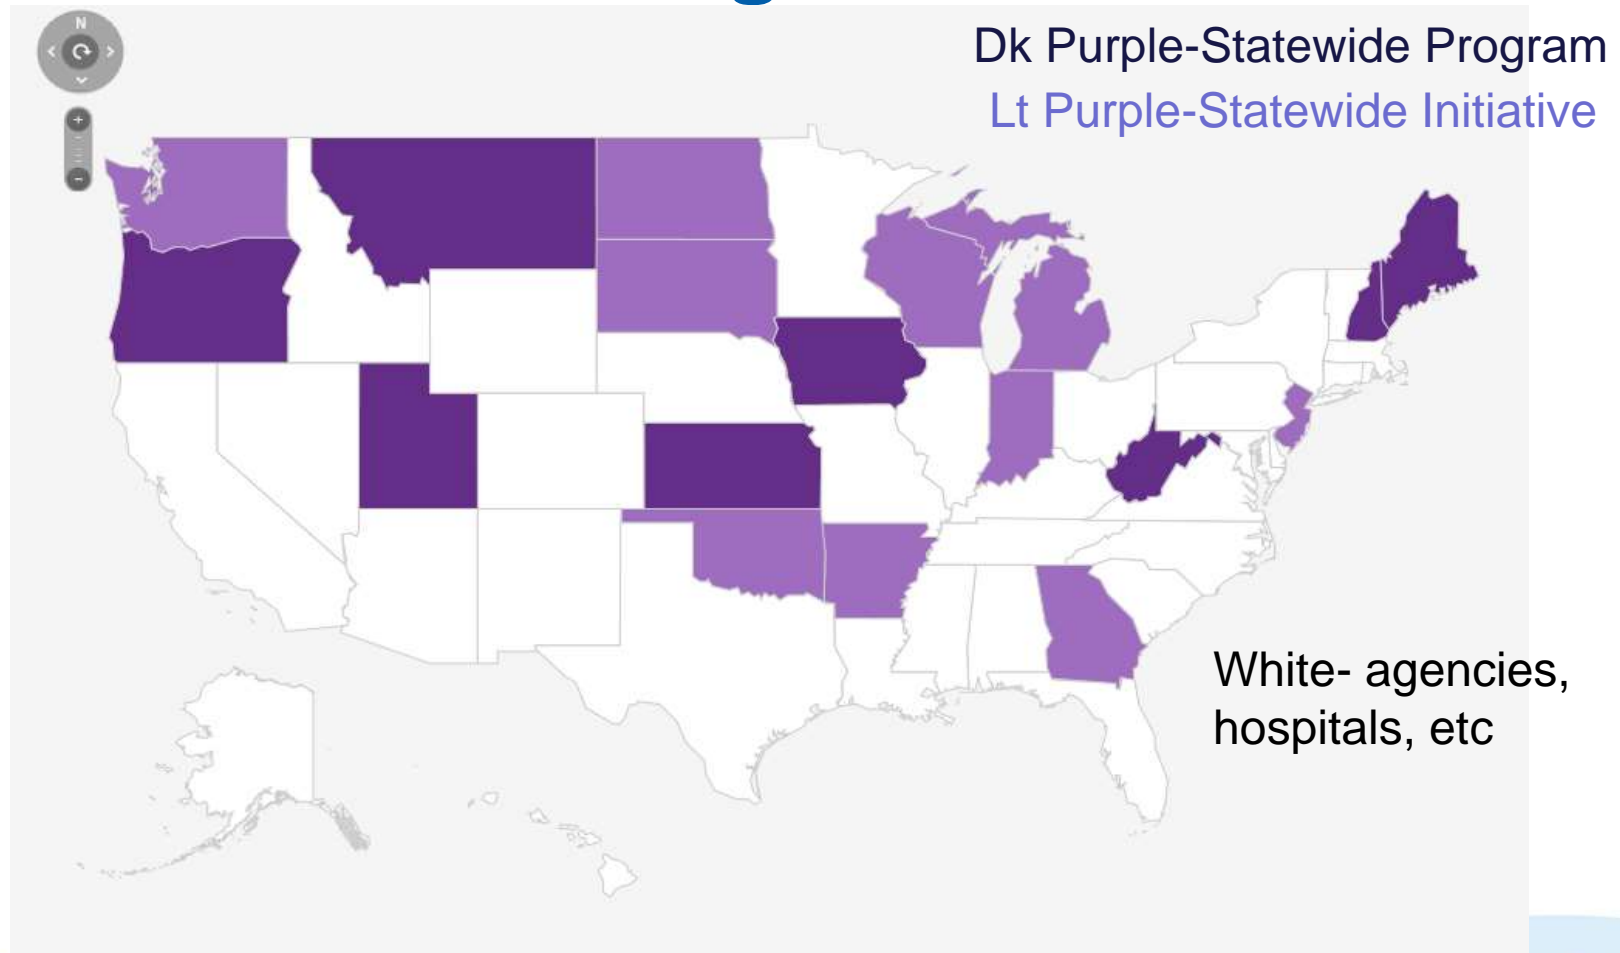 N
Dk Purple-Statewide Program
Lt Purple-Statewide Initiative
White- agencies,
hospitals, etc